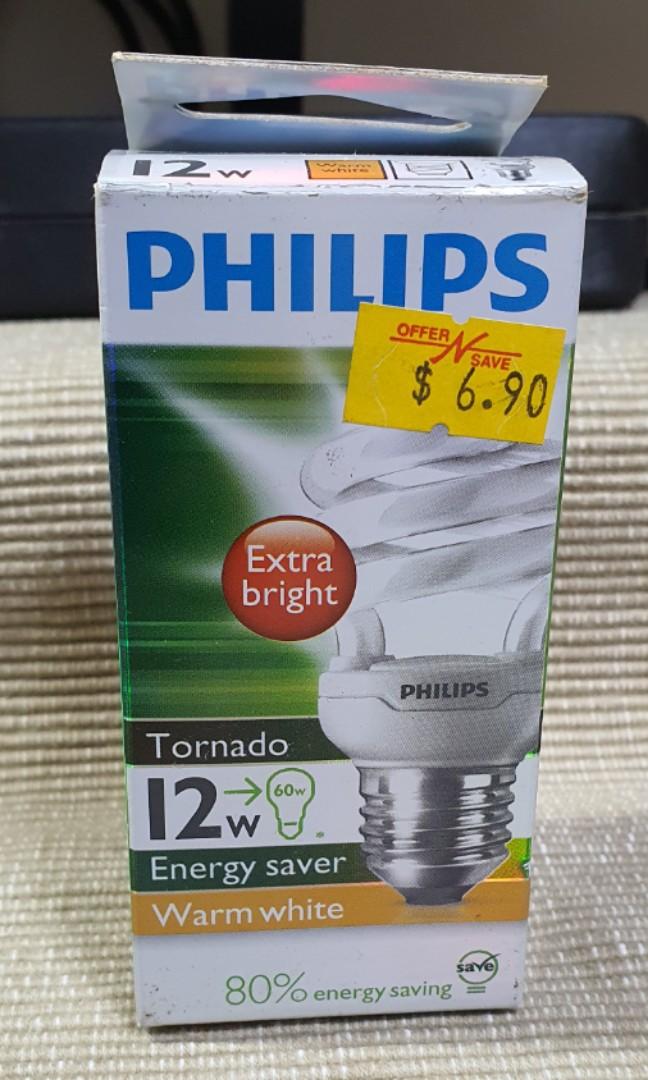 12w
Warm
white
PHILIPS
OFFER N SAVE
$ 6.90
Extra
bright
PHILIPS
Tornado
12w
60w
*
Energy saver
Warm white
80% energy saving
save